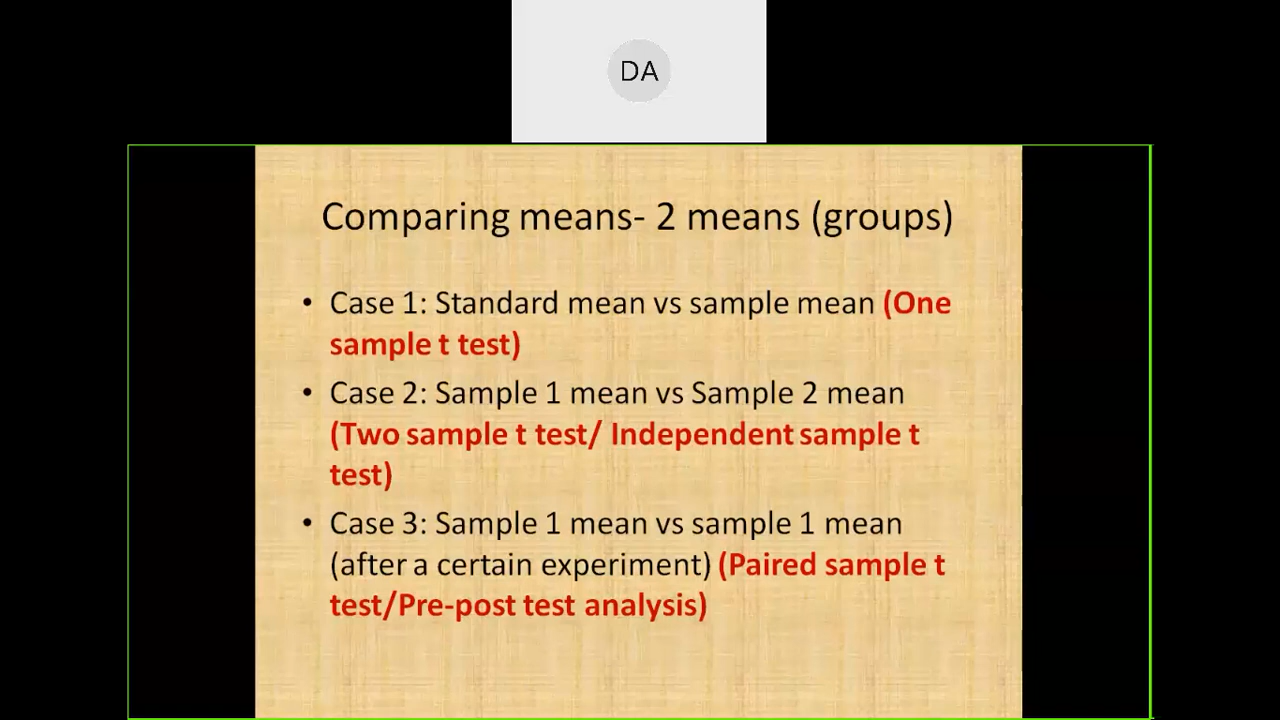 DA
Comparing means- 2 means (groups)
• Case 1: Standard mean vs sample mean (One
sample t test)
• Case 2: Sample 1 mean vs Sample 2 mean
(Two sample t test/ Independent sample t
test)
• Case 3: Sample 1 mean vs sample 1 mean
(after a certain experiment) (Paired sample t
test/Pre-post test analysis)